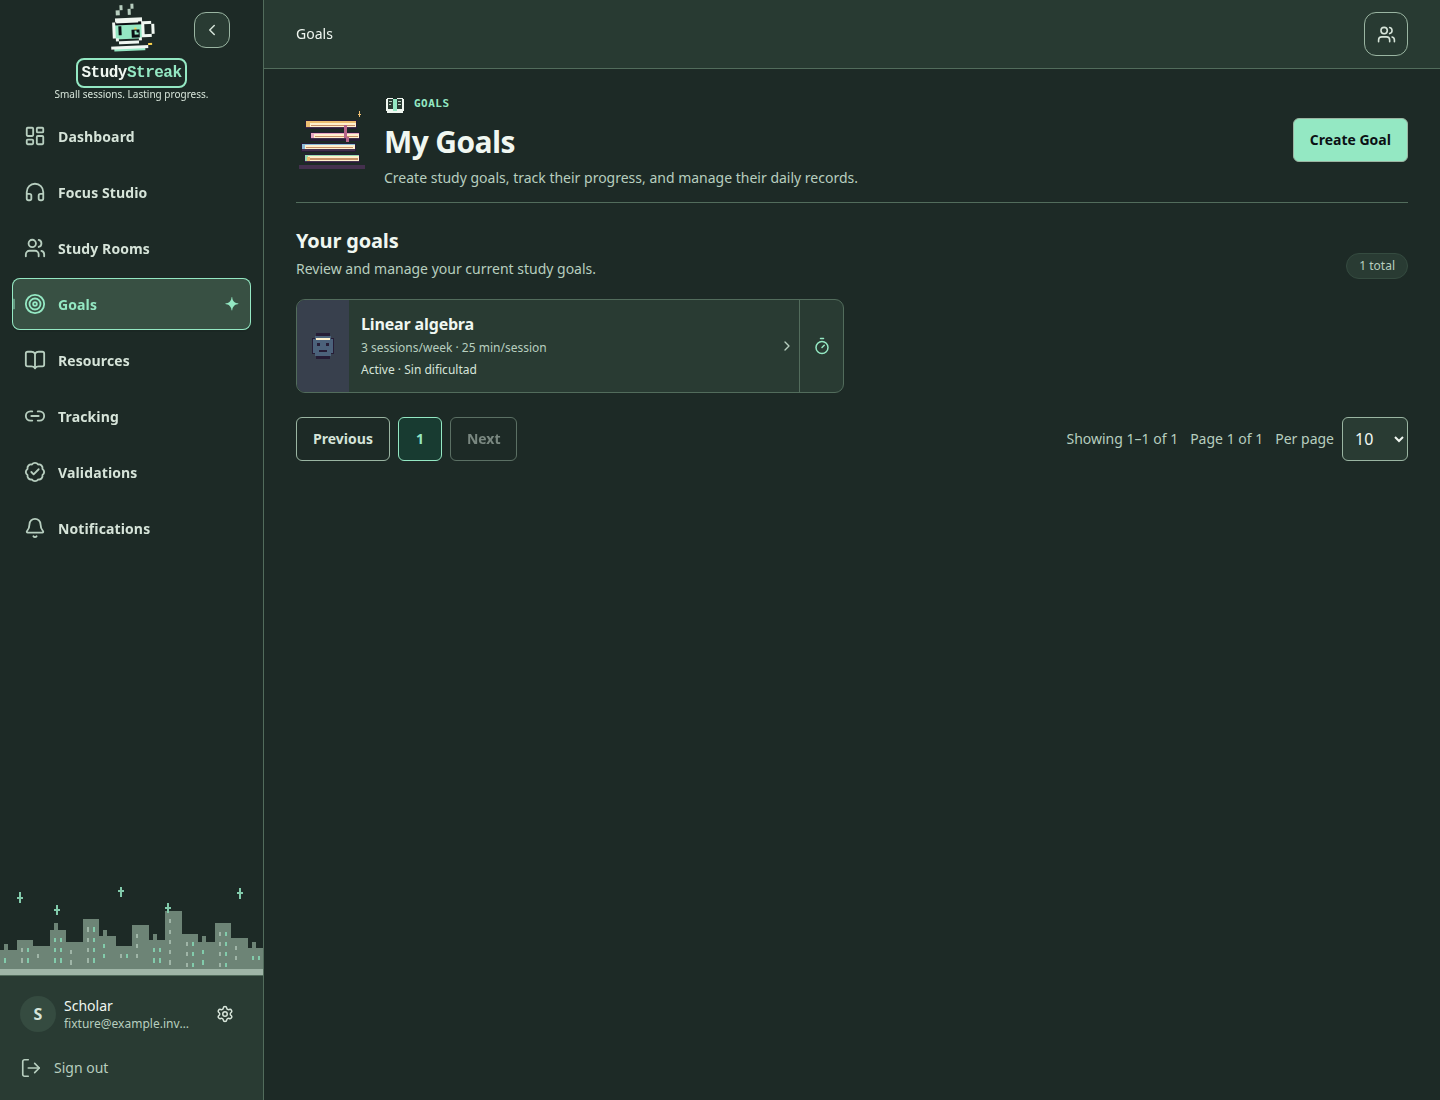 StudyStreak
Small sessions. Lasting progress.
Dashboard
Focus Studio
Study Rooms
Goals
Resources
Tracking
Validations
Notifications
S
Scholar
fixture@example.inv...
Sign out
Goals
GOALS
My Goals
Create study goals, track their progress, and manage their daily records.
Create Goal
Your goals
Review and manage your current study goals.
1 total
Linear algebra
3 sessions/week · 25 min/session
Active · Sin dificultad
Previous
1
Next
Showing 1–1 of 1
Page 1 of 1
Per page
10